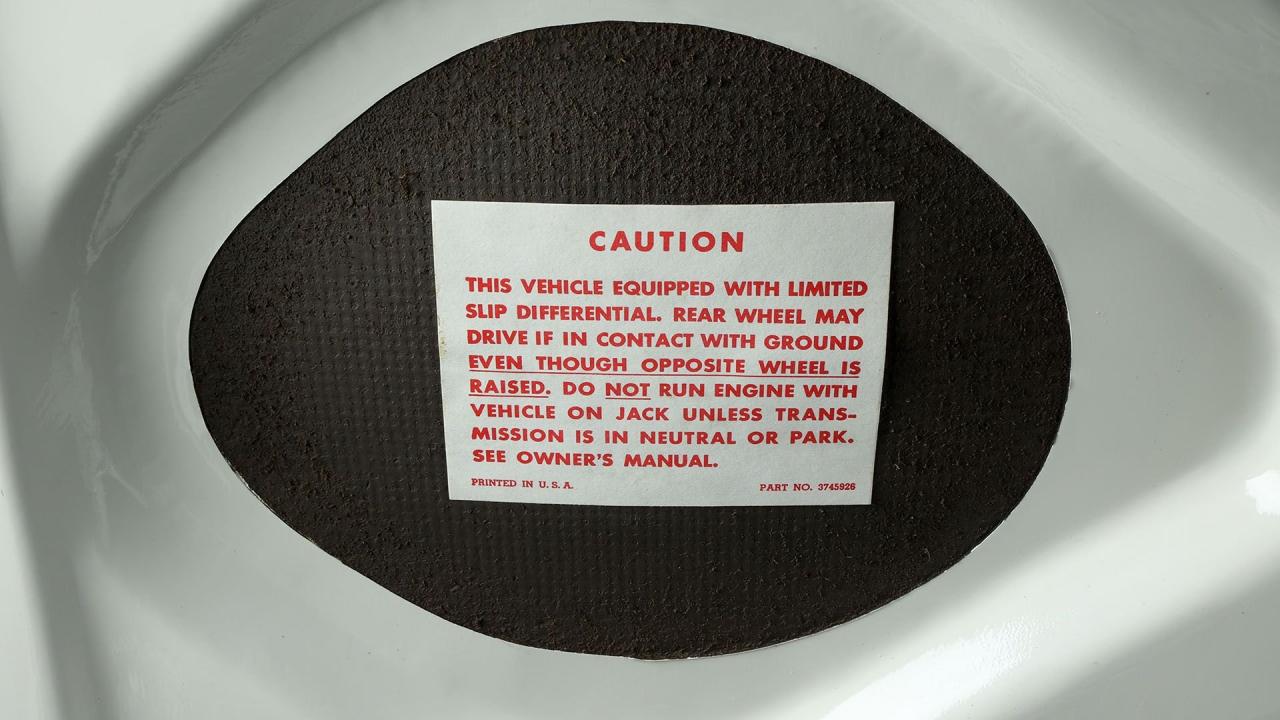 CAUTION
THIS VEHICLE EQUIPPED WITH LIMITED
SLIP DIFFERENTIAL. REAR WHEEL MAY
DRIVE IF IN CONTACT WITH GROUND
EVEN THOUGH OPPOSITE WHEEL IS
RAISED. DO NOT RUN ENGINE WITH
VEHICLE ON JACK UNLESS TRANS-
MISSION IS IN NEUTRAL OR PARK.
SEE OWNER'S MANUAL.
PRINTED IN U. S. A. PART NO. 3745926